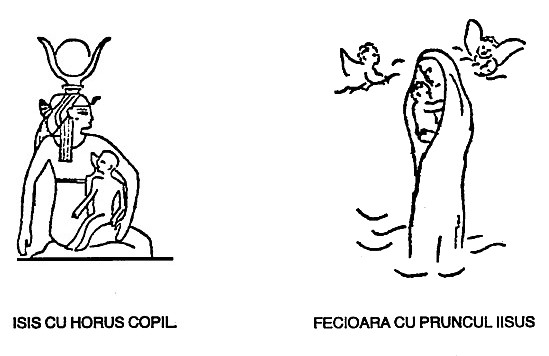 ISIS CU HORUS COPIL.
FECIOARA CU PRUNCUL IISUS